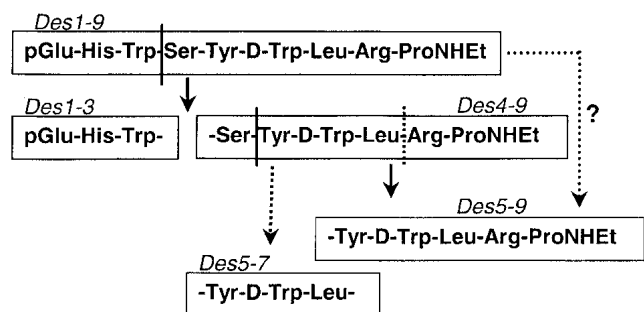 Des1-9
pGlu-His-Trp-Ser-Tyr-D-Trp-Leu-Arg-ProNHEt
Des1-3
Des4-9
pGlu-His-Trp-
-Ser-Tyr-D-Trp-Leu-Arg-ProNHEt
?
Des5-9
-Tyr-D-Trp-Leu-Arg-ProNHEt
Des5-7
-Tyr-D-Trp-Leu-